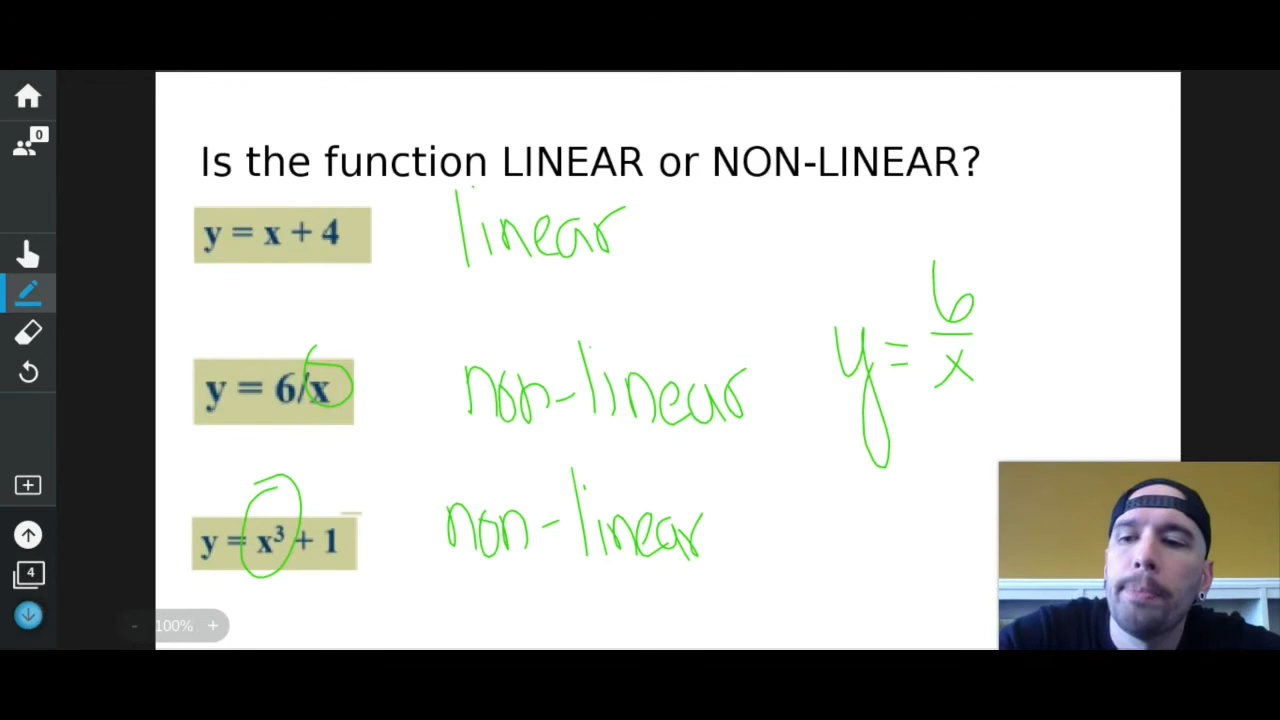 0
Is the function LINEAR or NON-LINEAR?
y = x + 4 linear
y = 6/x non-linear y = 6/x
y = x³ + 1 non-linear
4
- 100% +